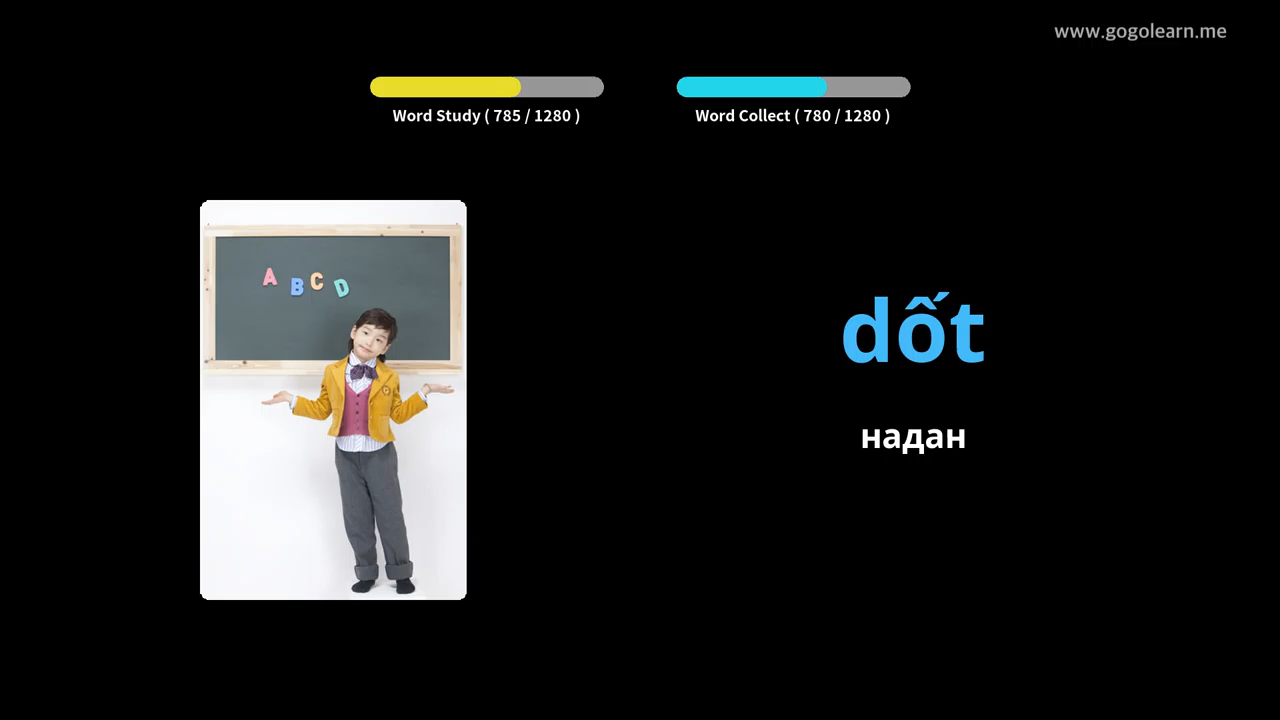 www.gogolearn.me
Word Study ( 785 / 1280 )
Word Collect ( 780 / 1280 )
A B C D
dốt
надан